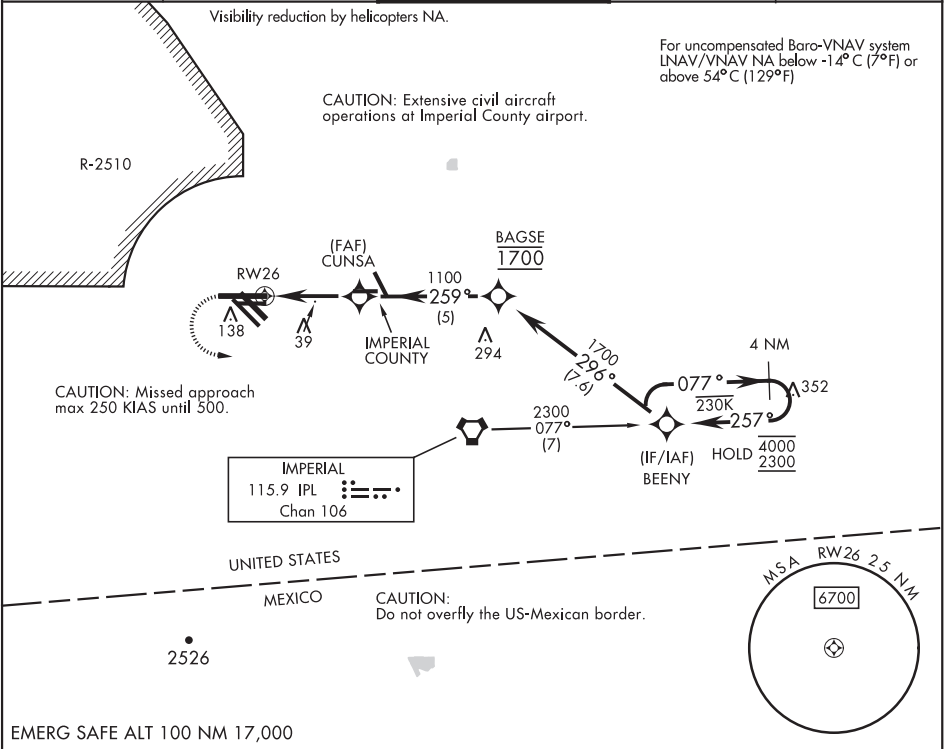 Visibility reduction by helicopters NA.
For uncompensated Baro-VNAV system
LNAV/VNAV NA below -14°C (7°F) or
above 54°C (129°F)
CAUTION: Extensive civil aircraft
operations at Imperial County airport.
R-2510
BAGSE
1700
(FAF)
CUNSA
RW26
1100
259°
(5)
138
39
IMPERIAL
COUNTY
294
1700
296°
(7.6)
4 NM
077°
230K
352
257°
HOLD
4000
2300
(IF/IAF)
BEENY
CAUTION: Missed approach
max 250 KIAS until 500.
2300
077°
(7)
IMPERIAL
115.9 IPL
Chan 106
UNITED STATES
MEXICO
CAUTION:
Do not overfly the US-Mexican border.
2526
MSA RW26 25 NM
6700
EMERG SAFE ALT 100 NM 17,000